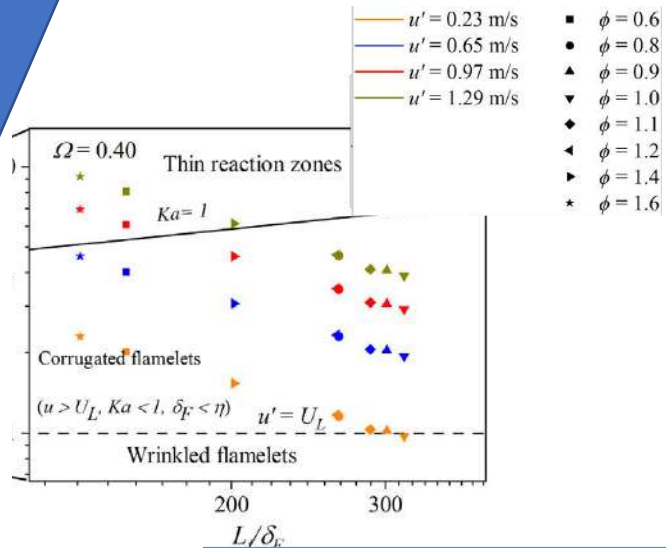 u' = 0.23 m/s
u' = 0.65 m/s
u' = 0.97 m/s
u' = 1.29 m/s
ϕ = 0.6
ϕ = 0.8
ϕ = 0.9
ϕ = 1.0
ϕ = 1.1
ϕ = 1.2
ϕ = 1.4
ϕ = 1.6
Ω = 0.40
Thin reaction zones
Ka = 1
Corrugated flamelets
(u > U_L, Ka < 1, δ_F < η)
u' = U_L
Wrinkled flamelets
200
300
L/δ_F